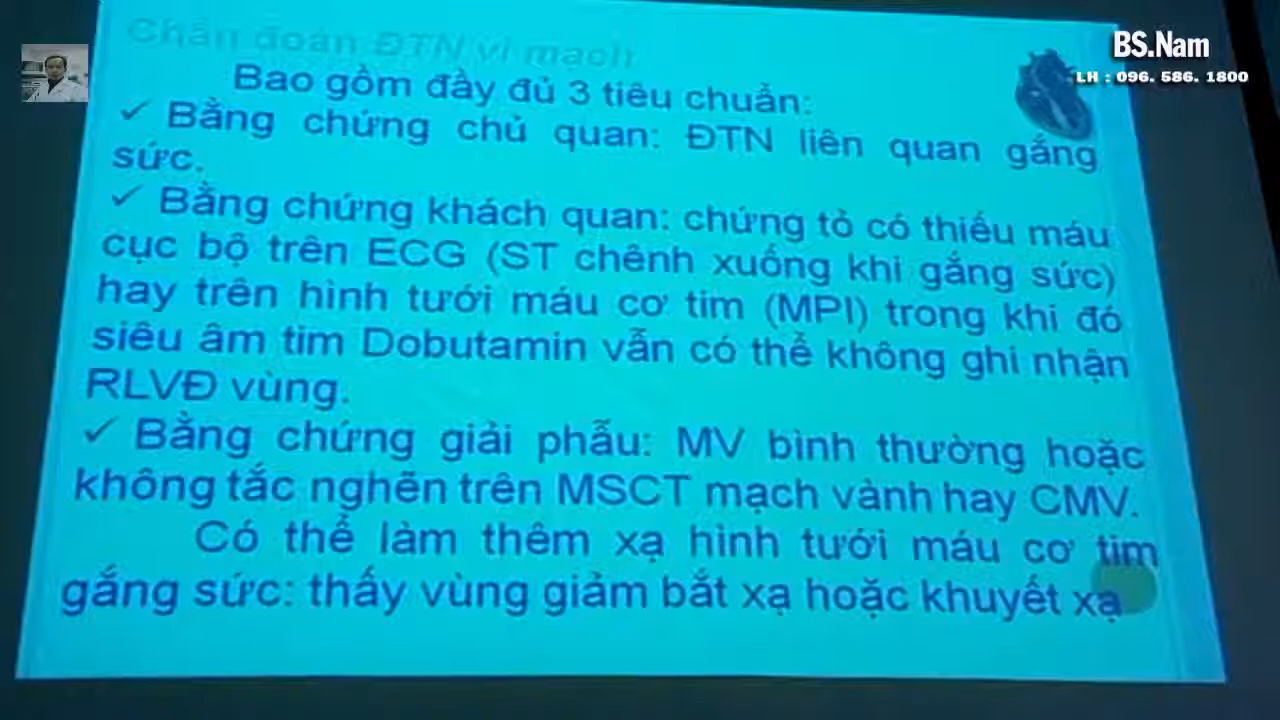 BS.Nam
LH : 096. 586. 1800
Chẩn đoán ĐTN vi mạch
Bao gồm đầy đủ 3 tiêu chuẩn:
✓ Bằng chứng chủ quan: ĐTN liên quan gắng
sức.
✓ Bằng chứng khách quan: chứng tỏ có thiếu máu
cục bộ trên ECG (ST chênh xuống khi gắng sức)
hay trên hình tưới máu cơ tim (MPI) trong khi đó
siêu âm tim Dobutamin vẫn có thể không ghi nhận
RLVĐ vùng.
✓ Bằng chứng giải phẫu: MV bình thường hoặc
không tắc nghẽn trên MSCT mạch vành hay CMV.
Có thể làm thêm xạ hình tưới máu cơ tim
gắng sức: thấy vùng giảm bắt xạ hoặc khuyết xạ